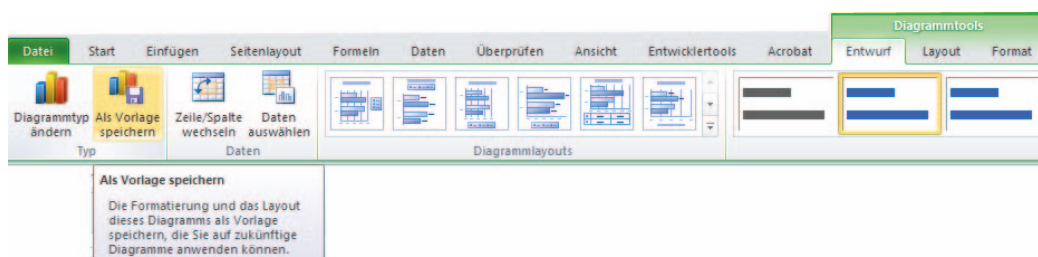 Diagrammtools
Datei Start Einfügen Seitenlayout Formeln Daten Überprüfen Ansicht Entwicklertools Acrobat Entwurf Layout Format
Diagrammtyp ändern
Als Vorlage speichern
Zeile/Spalte wechseln
Daten auswählen
Typ Daten Diagrammlayouts
Als Vorlage speichern
Die Formatierung und das Layout
dieses Diagramms als Vorlage
speichern, die Sie auf zukünftige
Diagramme anwenden können.